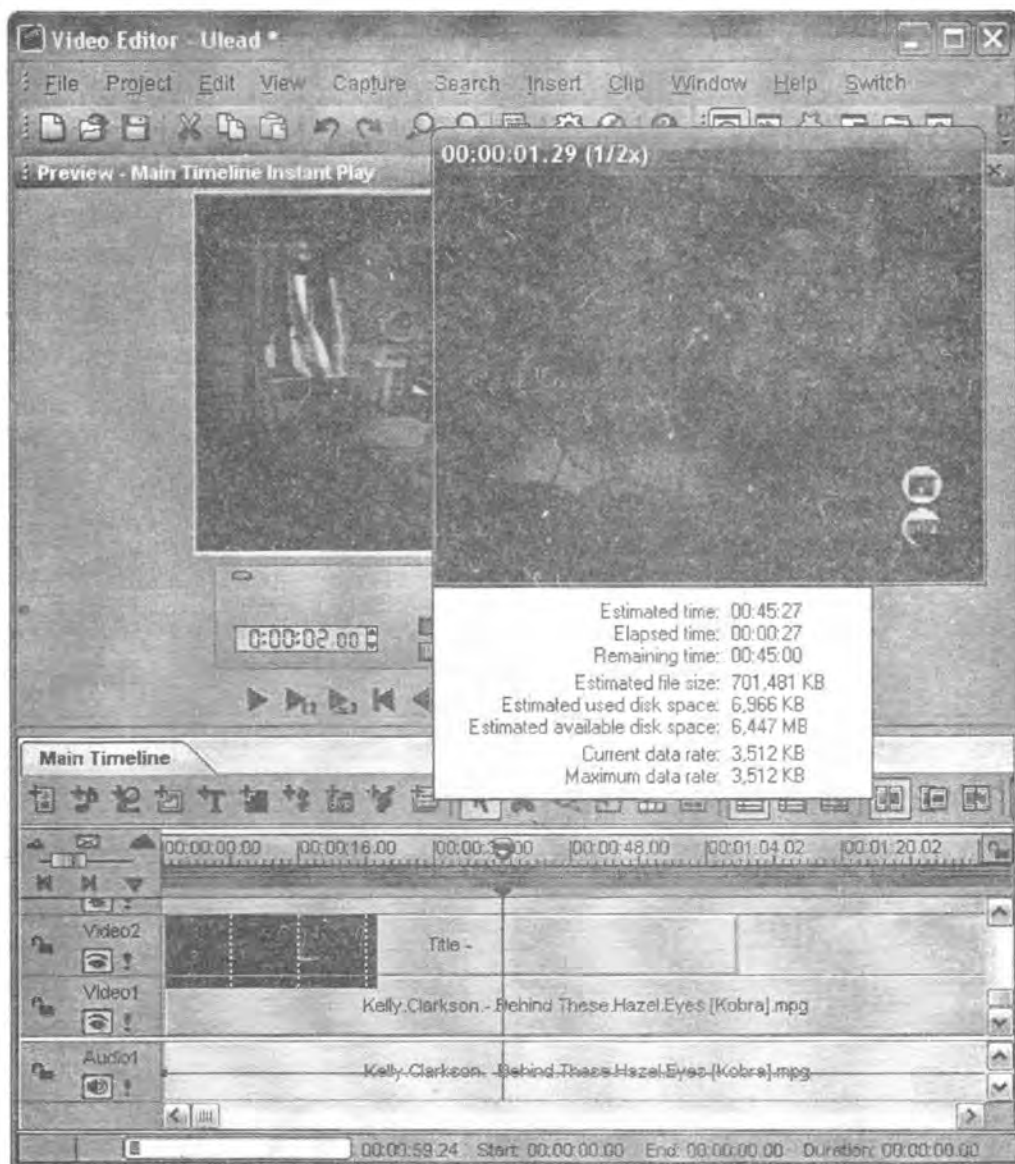 Video Editor - Ulead *
File Project Edit View Capture Search Insert Clip Window Help Switch
Preview - Main Timeline Instant Play
00:00:01.29 (1/2x)
0:00:02.00
Estimated time: 00:45:27
Elapsed time: 00:00:27
Remaining time: 00:45:00
Estimated file size: 701,481 KB
Estimated used disk space: 6,966 KB
Estimated available disk space: 6,447 MB
Current data rate: 3,512 KB
Maximum data rate: 3,512 KB
Main Timeline
00:00:00.00 00:00:16.00 00:00:48.00 00:01:04.02 00:01:20.02
Video2
Title -
Video1
Kelly.Clarkson.-.Behind.These.Hazel.Eyes.[Kobra].mpg
Audio1
Kelly.Clarkson.-.Behind.These.Hazel.Eyes.[Kobra].mpg
00:00:59.24 Start: 00:00:00.00 End: 00:00:00.00 Duration: 00:00:00.00